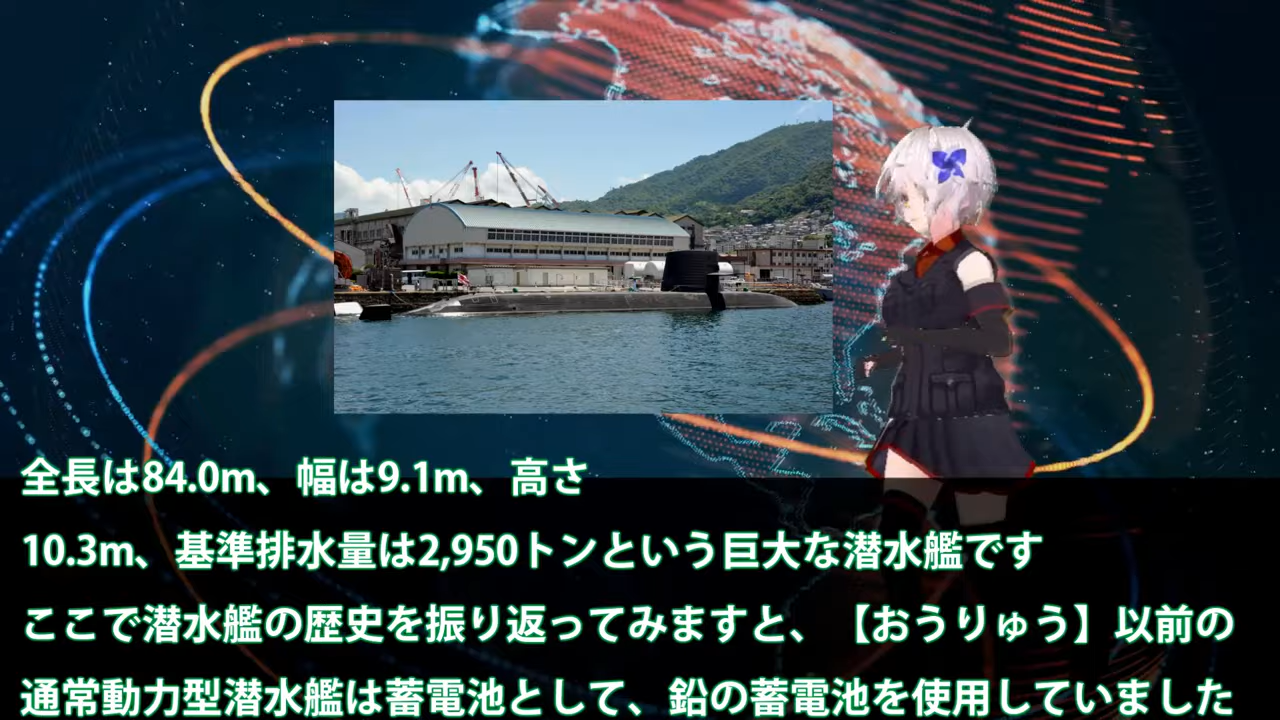 全長は84.0m、幅は9.1m、高さ
10.3m、基準排水量は2,950トンという巨大な潜水艦です
ここで潜水艦の歴史を振り返ってみますと、【おうりゅう】以前の
通常動力型潜水艦は蓄電池として、鉛の蓄電池を使用していました